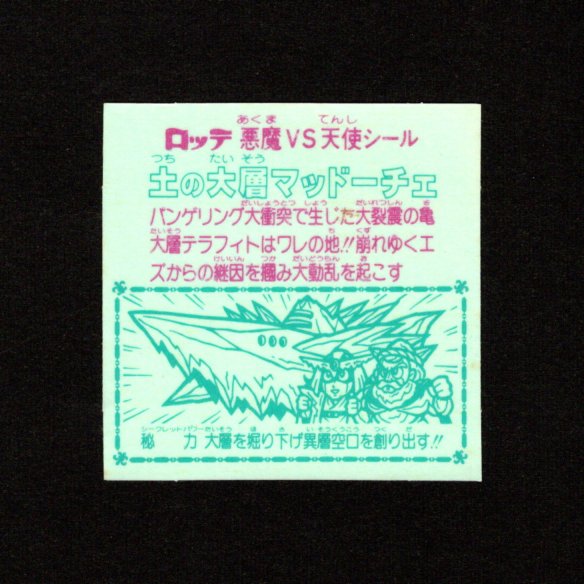 あくま てんし
ロッテ 悪魔VS天使シール
つち たいそう
土の大層マッドーチェ
だいしょうとつ しょう だいれつしん き
バンゲリング大衝突で生じた大裂震の亀
たいそう ち くず
大層テラフィトはワレの地!!崩れゆくエ
けいいん つか だいどうらん お
ズからの継因を掴み大動乱を起こす
シークレットパワー たいそう ほ さ いそうくうこう つく だ
秘 力 大層を掘り下げ異層空口を創り出す!!